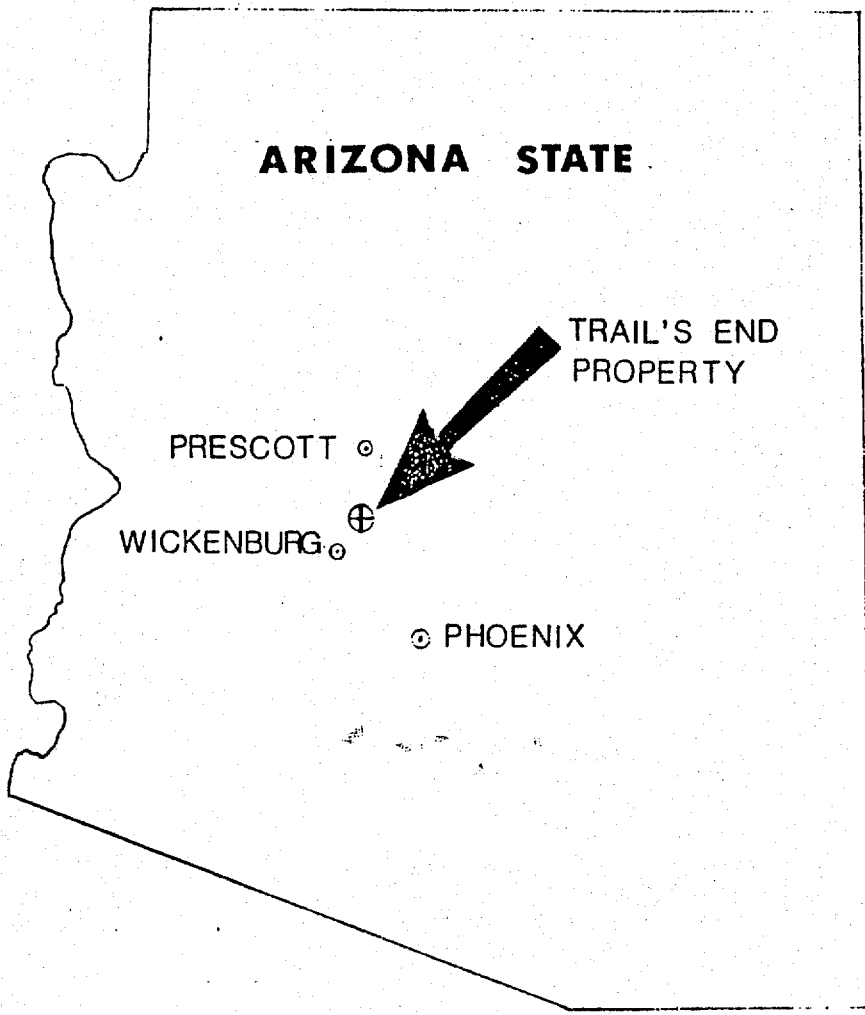 ARIZONA STATE
TRAIL'S END
PROPERTY
PRESCOTT
WICKENBURG
PHOENIX